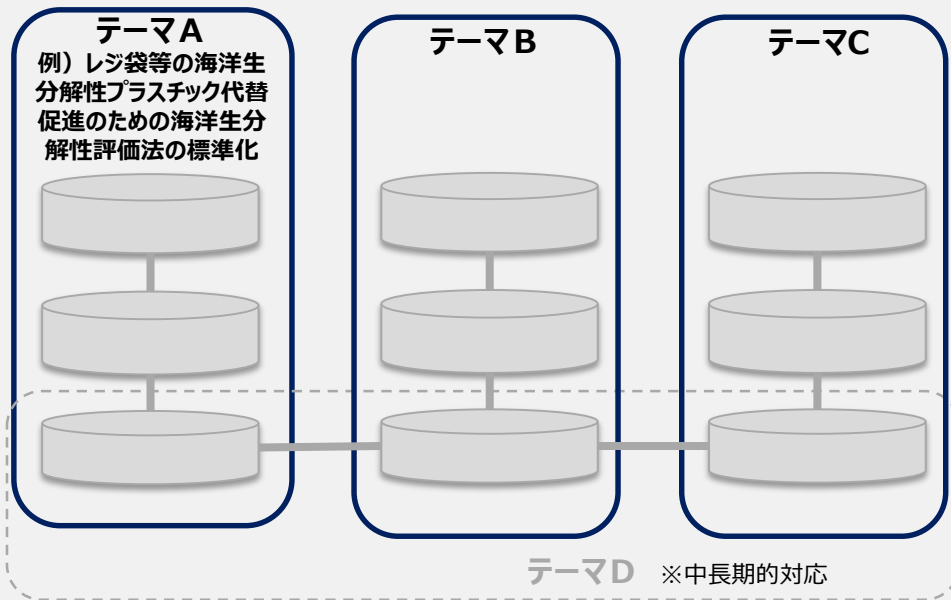 テーマA
例）レジ袋等の海洋生
分解性プラスチック代替
促進のための海洋生分
解性評価法の標準化
テーマB
テーマC
テーマD ※中長期的対応